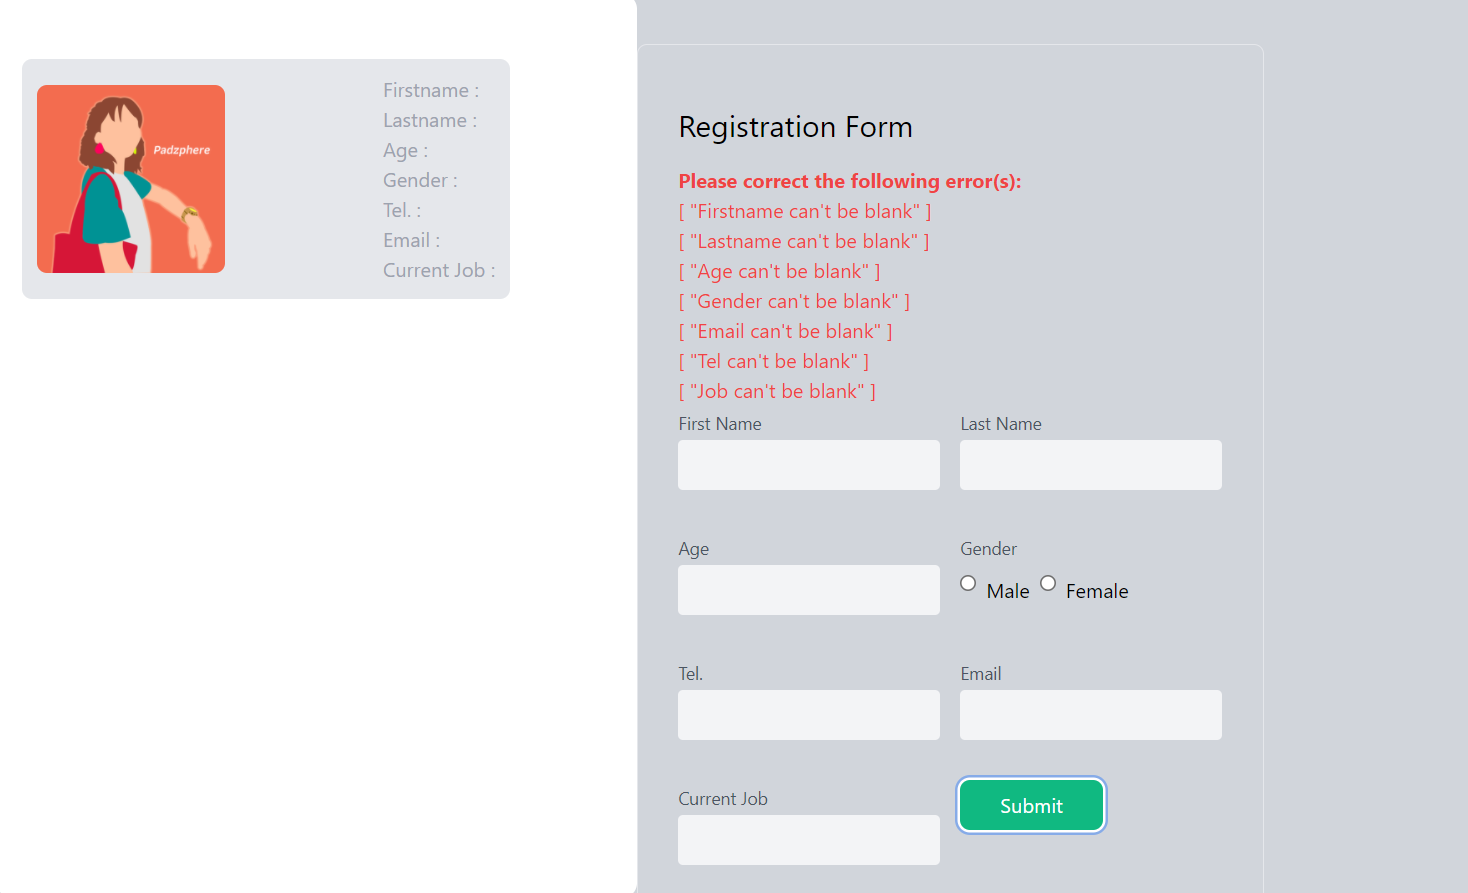 Padzphere
Firstname :
Lastname :
Age :
Gender :
Tel. :
Email :
Current Job :
Registration Form
Please correct the following error(s):
[ "Firstname can't be blank" ]
[ "Lastname can't be blank" ]
[ "Age can't be blank" ]
[ "Gender can't be blank" ]
[ "Email can't be blank" ]
[ "Tel can't be blank" ]
[ "Job can't be blank" ]
First Name Last Name
Age Gender
Male Female
Tel. Email
Current Job Submit